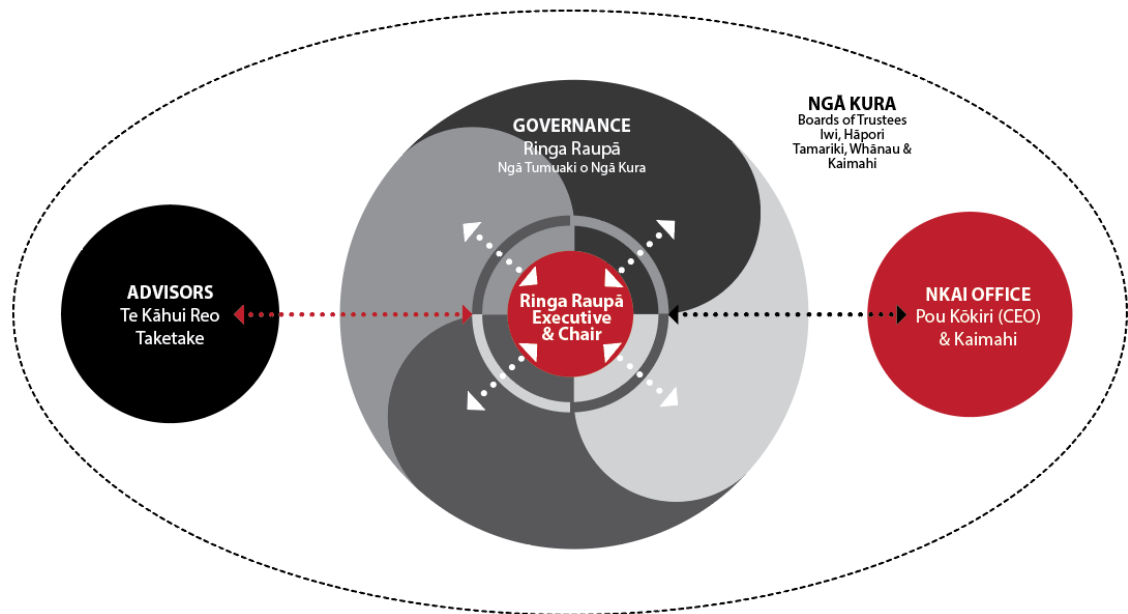 GOVERNANCE
Ringa Raupā
Ngā Tumuaki o Ngā Kura
NGĀ KURA
Boards of Trustees
Iwi, Hāpori
Tamariki, Whānau &
Kaimahi
ADVISORS
Te Kāhui Reo
Taketake
Ringa Raupā
Executive
& Chair
NKAI OFFICE
Pou Kōkiri (CEO)
& Kaimahi